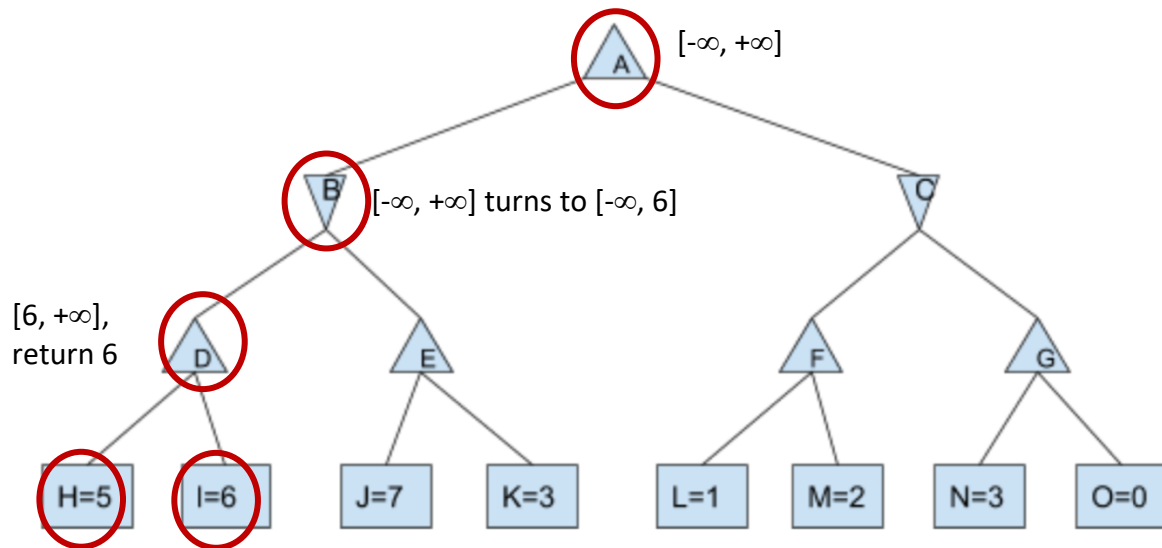 A
[-∞, +∞]
B
[-∞, +∞] turns to [-∞, 6]
C
[6, +∞],
return 6
D
E
F
G
H=5
I=6
J=7
K=3
L=1
M=2
N=3
O=0